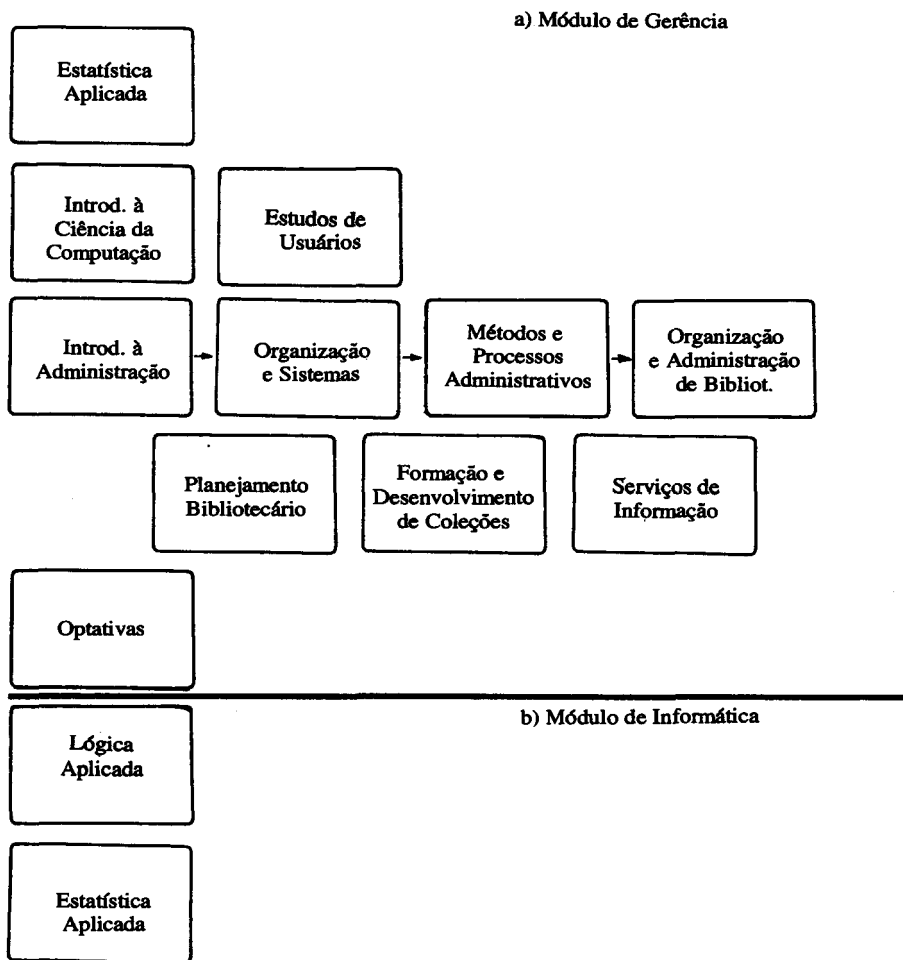 a) Módulo de Gerência
Estatística
Aplicada
Introd. à
Ciência da
Computação
Estudos de
Usuários
Introd. à
Administração
Organização
e Sistemas
Métodos e
Processos
Administrativos
Organização
e Administração
de Bibliot.
Planejamento
Bibliotecário
Formação e
Desenvolvimento
de Coleções
Serviços de
Informação
Optativas
b) Módulo de Informática
Lógica
Aplicada
Estatística
Aplicada